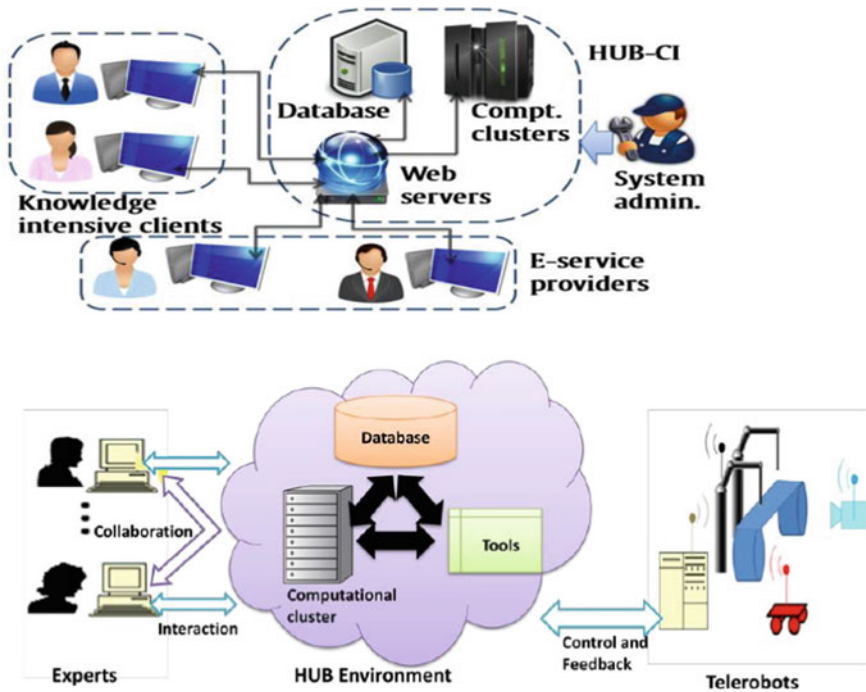 HUB-CI
Database
Compt.
clusters
Web
servers
System
admin.
Knowledge
intensive clients
E-service
providers
Database
Collaboration
Tools
Computational
cluster
Interaction
Control and
Feedback
Experts
HUB Environment
Telerobots